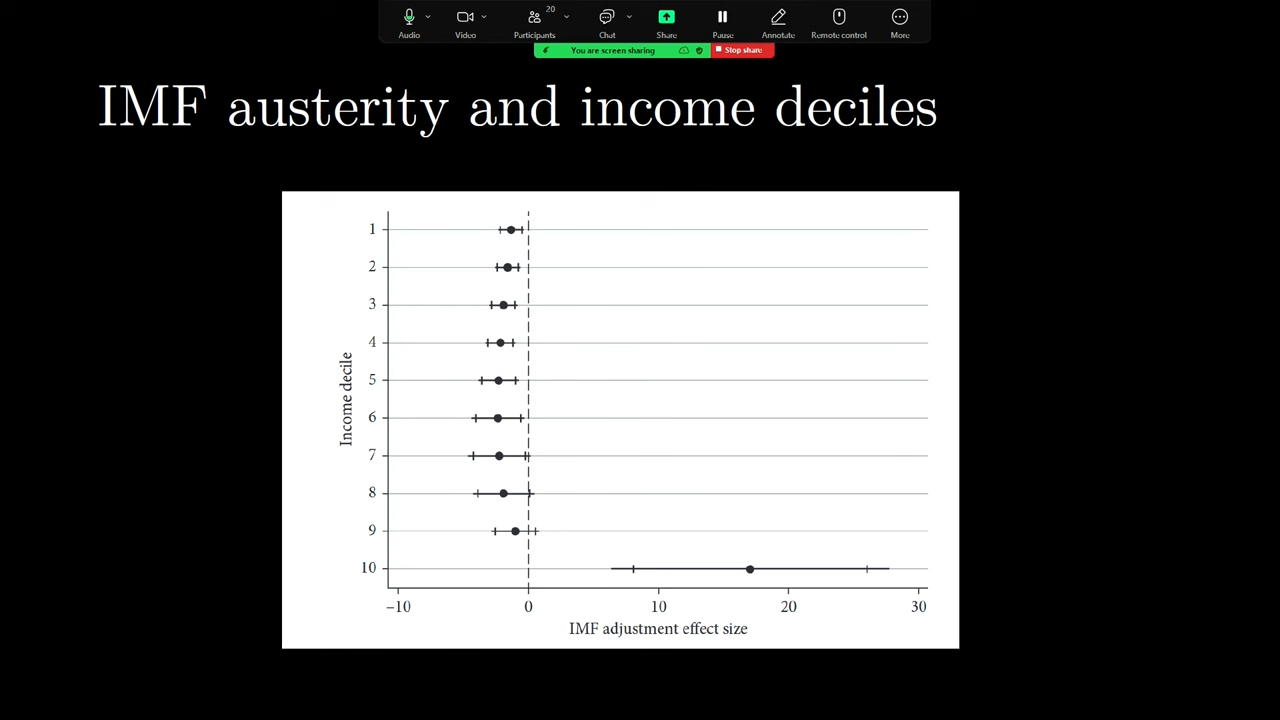 20
Audio Video Participants Chat Share Pause Annotate Remote control More
You are screen sharing Stop share
IMF austerity and income deciles
1
2
3
4
5
6
7
8
9
10
Income decile
−10 0 10 20 30
IMF adjustment effect size